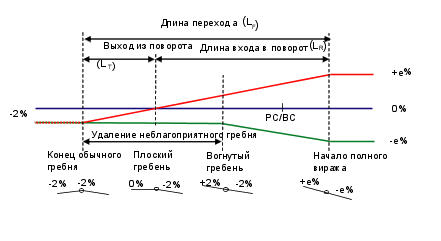 Длина перехода (Lр)
Выход из поворота
Длина входа в поворот (LR)
(LT)
+e%
-2%
0%
PC/BC
Удаление неблагоприятного гребня
-e%
Конец обычного гребня
Плоский гребень
Вогнутый гребень
Начало полного виража
-2% -2%
0% -2%
+2% -2%
+e% -e%